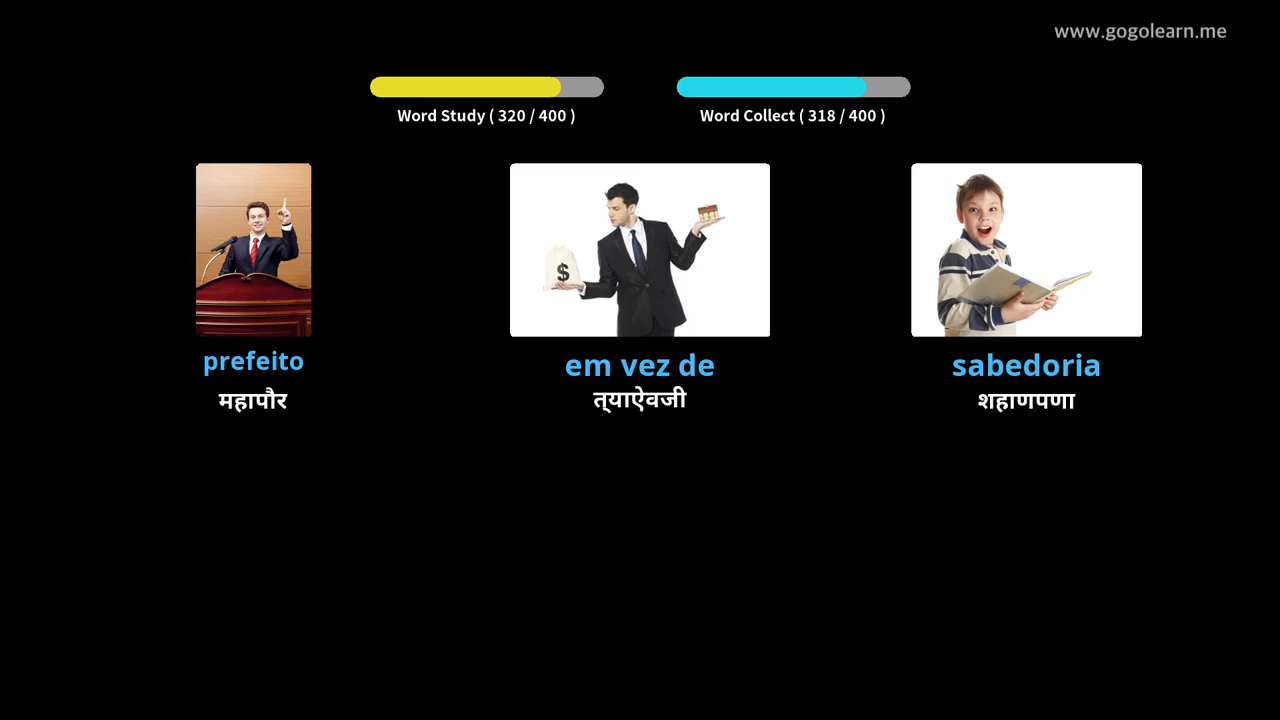 www.gogolearn.me
Word Study ( 320 / 400 )
Word Collect ( 318 / 400 )
$
prefeito
em vez de
sabedoria
महापौर
त्याऐवजी
शहाणपणा